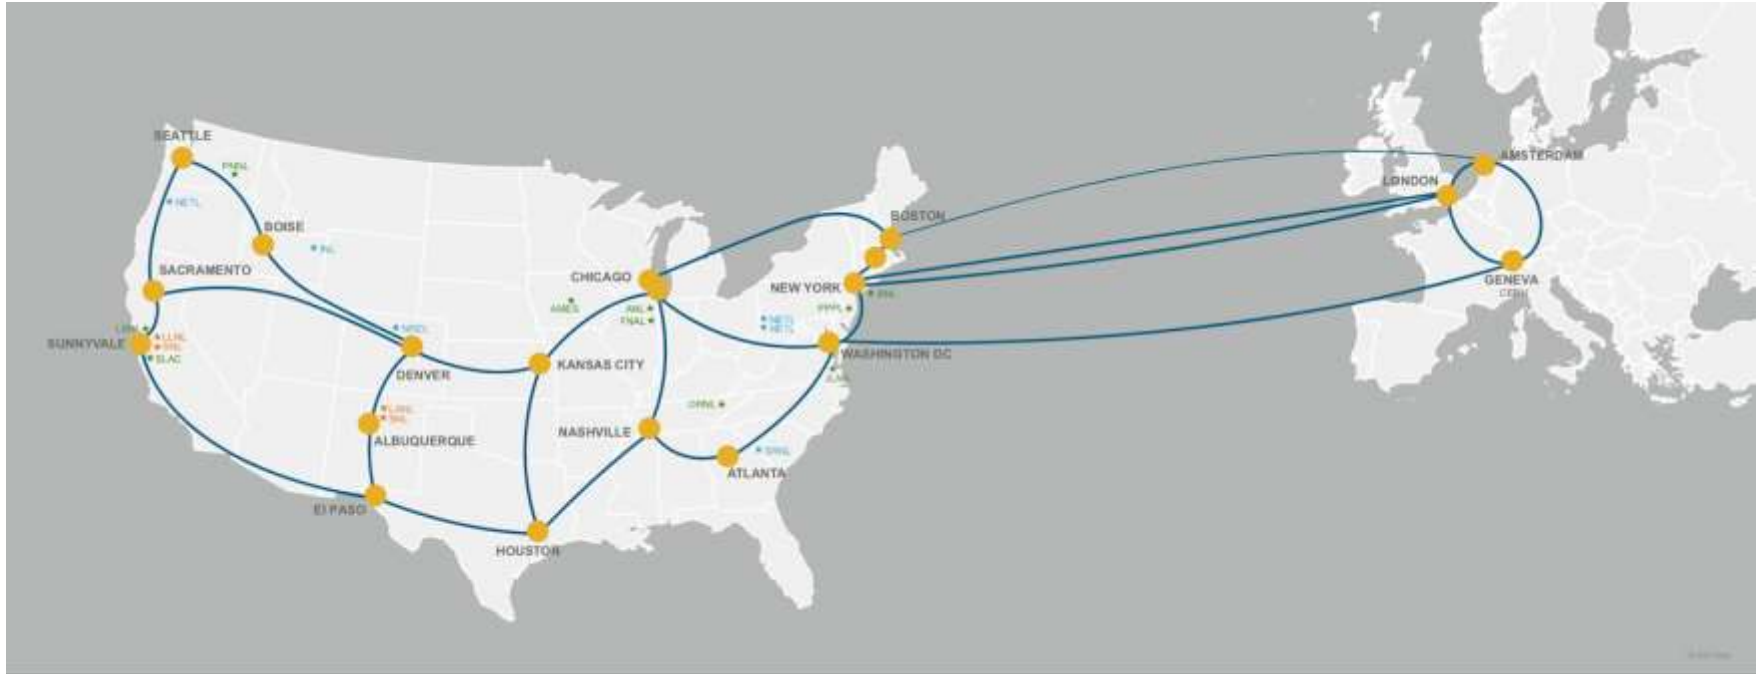 SEATTLE
PNNL
NETL
BOISE
INL
SACRAMENTO
SUNNYVALE
LLNL
SNL
SLAC
NREL
DENVER
LANL
SNL
ALBUQUERQUE
El PASO
HOUSTON
KANSAS CITY
AMES
CHICAGO
ANL
FNAL
NASHVILLE
ORNL
ATLANTA
SRNL
WASHINGTON DC
JLAB
NETL
NETL
PPPL
NEW YORK
BNL
BOSTON
AMSTERDAM
LONDON
GENEVA
CERN